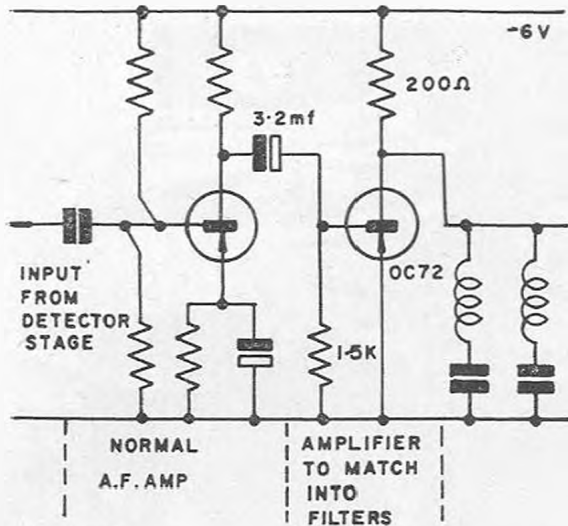 -6V
200Ω
3·2mf
INPUT
FROM
DETECTOR
STAGE
OC72
1·5K
NORMAL
A.F. AMP
AMPLIFIER
TO MATCH
INTO
FILTERS